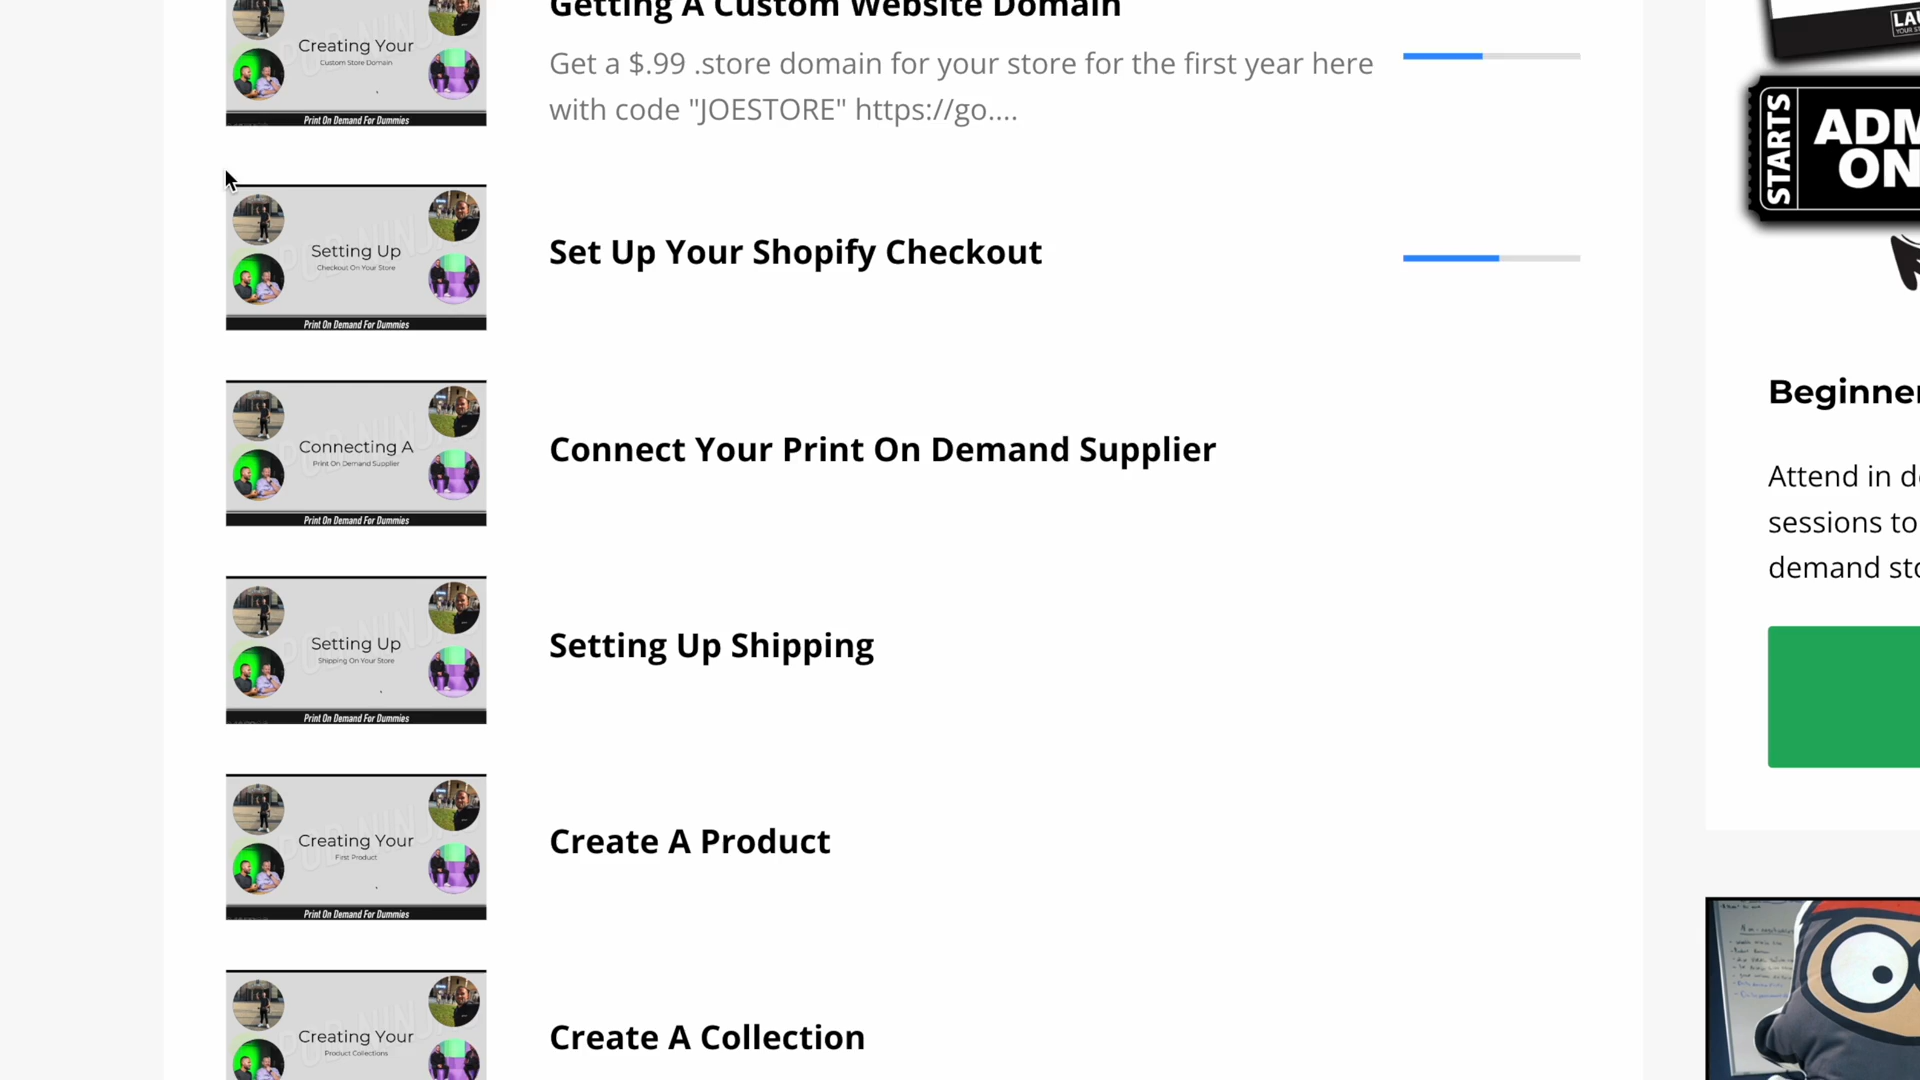 Getting A Custom Website Domain
Creating Your
Custom Store Domain
Print On Demand For Dummies
Get a $.99 .store domain for your store for the first year here
with code "JOESTORE" https://go....
STARTS
ADM
ON
Setting Up
Checkout On Your Store
Print On Demand For Dummies
Set Up Your Shopify Checkout
Beginner
Connecting A
Print On Demand Supplier
Print On Demand For Dummies
Connect Your Print On Demand Supplier
Attend in d
sessions to
demand sto
Setting Up
Shipping On Your Store
Print On Demand For Dummies
Setting Up Shipping
Creating Your
First Product
Print On Demand For Dummies
Create A Product
Creating Your
Product Collections
Create A Collection